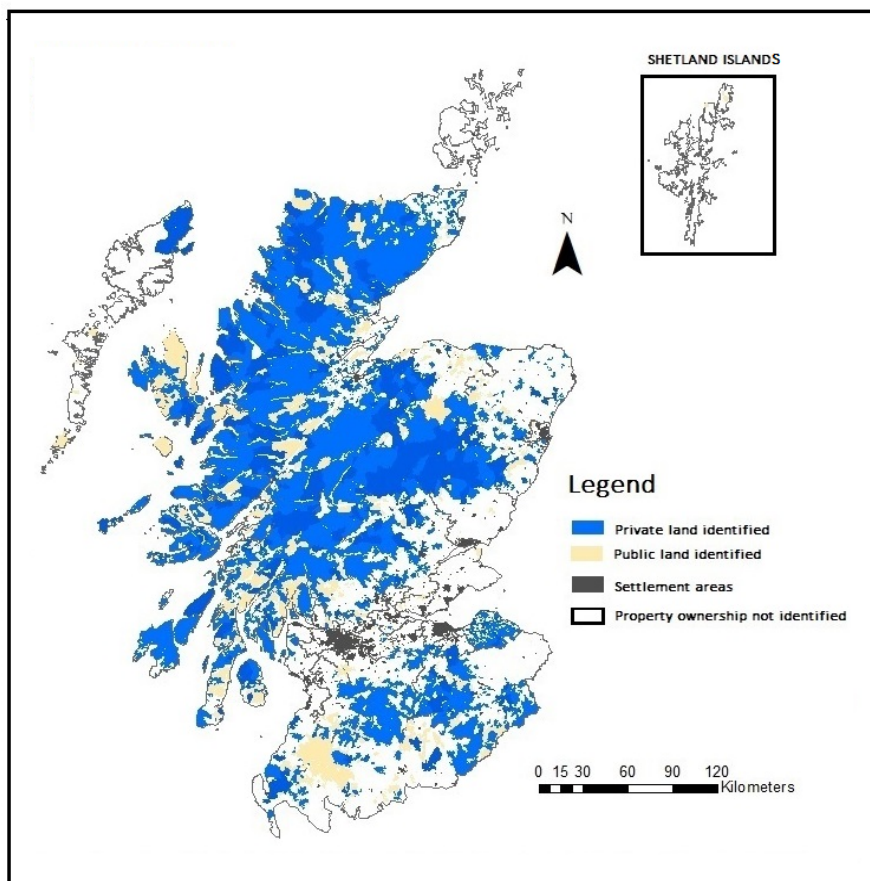 SHETLAND ISLANDS
N
Legend
Private land identified
Public land identified
Settlement areas
Property ownership not identified
0 15 30 60 90 120
Kilometers